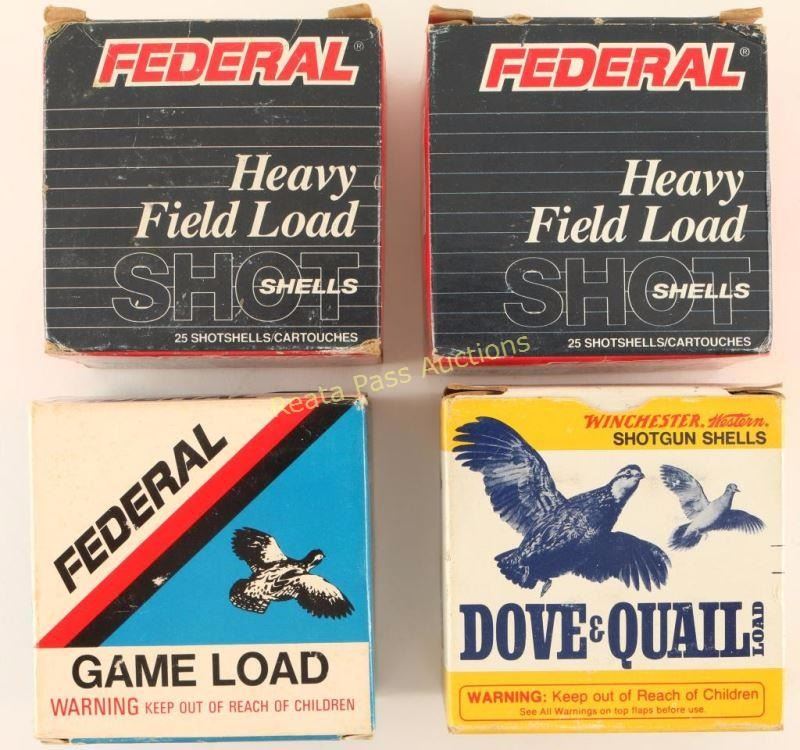 FEDERAL®
Heavy
Field Load
SHOT
SHELLS
25 SHOTSHELLS/CARTOUCHES
FEDERAL®
Heavy
Field Load
SHOT
SHELLS
25 SHOTSHELLS/CARTOUCHES
Reata Pass Auctions
FEDERAL
GAME LOAD
WARNING KEEP OUT OF REACH OF CHILDREN
WINCHESTER. Western.
SHOTGUN SHELLS
DOVE & QUAIL LOAD
WARNING: Keep out of Reach of Children
See All Warnings on top flaps before use.